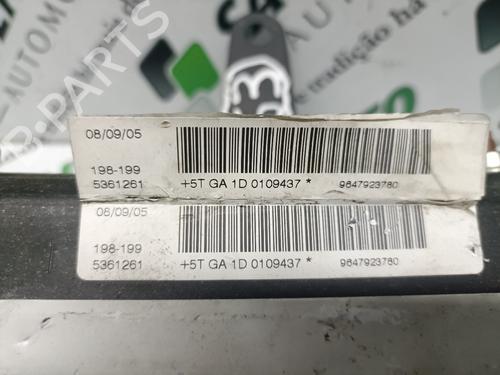 AUTOMO
tradição há
B-PARTS
08/09/05
198-199
5361261
+5T GA 1D 0109437 *
9647923780
08/09/05
198-199
5361261
+5T GA 1D 0109437 *
9647923780